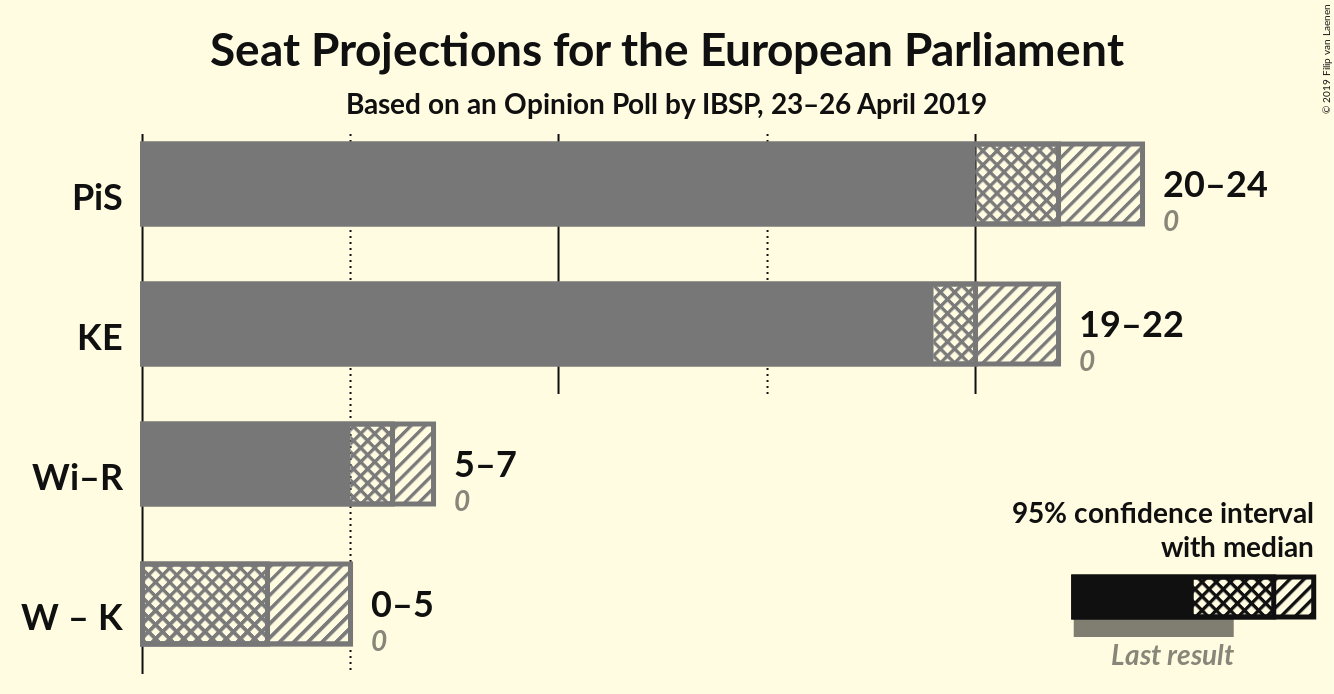 Seat Projections for the European Parliament
Based on an Opinion Poll by IBSP, 23–26 April 2019
© 2019 Filip van Laenen
PiS
20–24
0
KE
19–22
0
Wi–R
5–7
0
W – K
0–5
0
95% confidence interval
with median
Last result